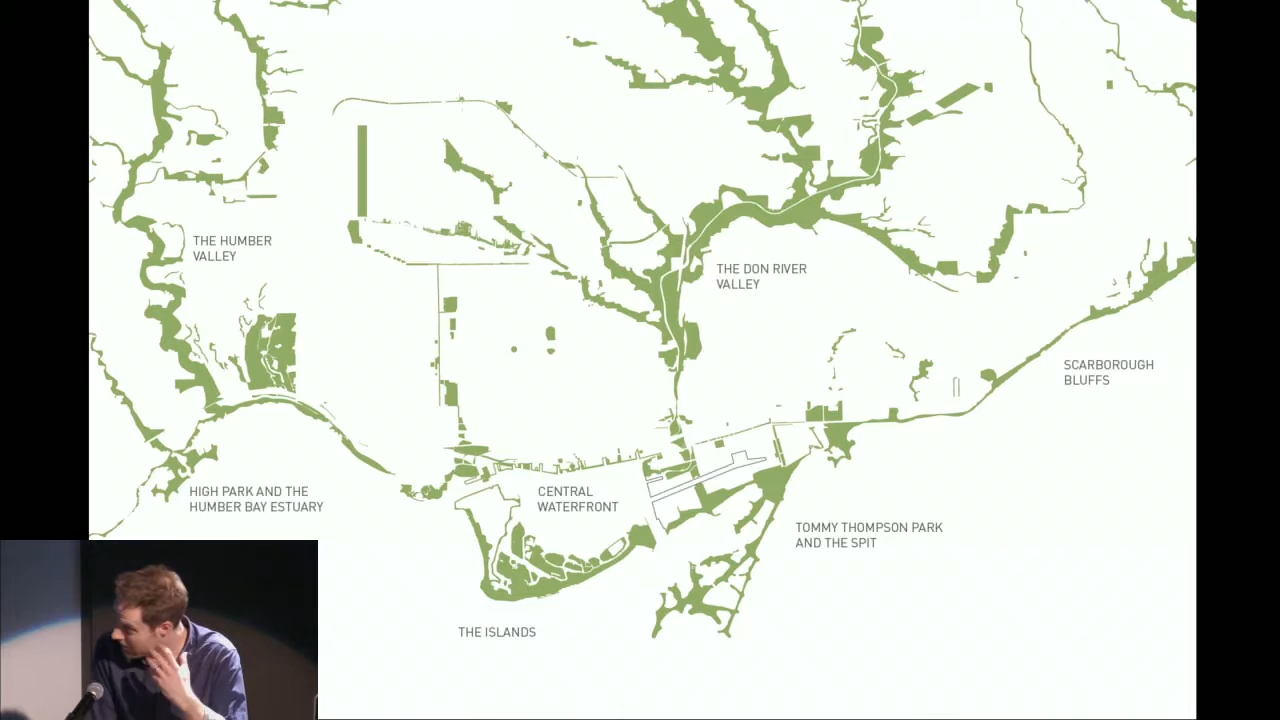 THE HUMBER
VALLEY
THE DON RIVER
VALLEY
SCARBOROUGH
BLUFFS
HIGH PARK AND THE
HUMBER BAY ESTUARY
CENTRAL
WATERFRONT
TOMMY THOMPSON PARK
AND THE SPIT
THE ISLANDS